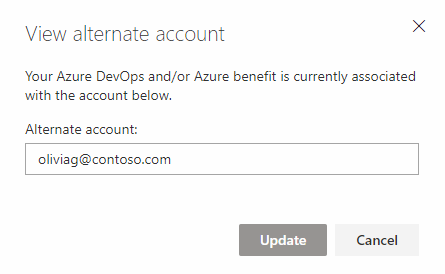 View alternate account
Your Azure DevOps and/or Azure benefit is currently associated
with the account below.
Alternate account:
oliviag@contoso.com
Update
Cancel